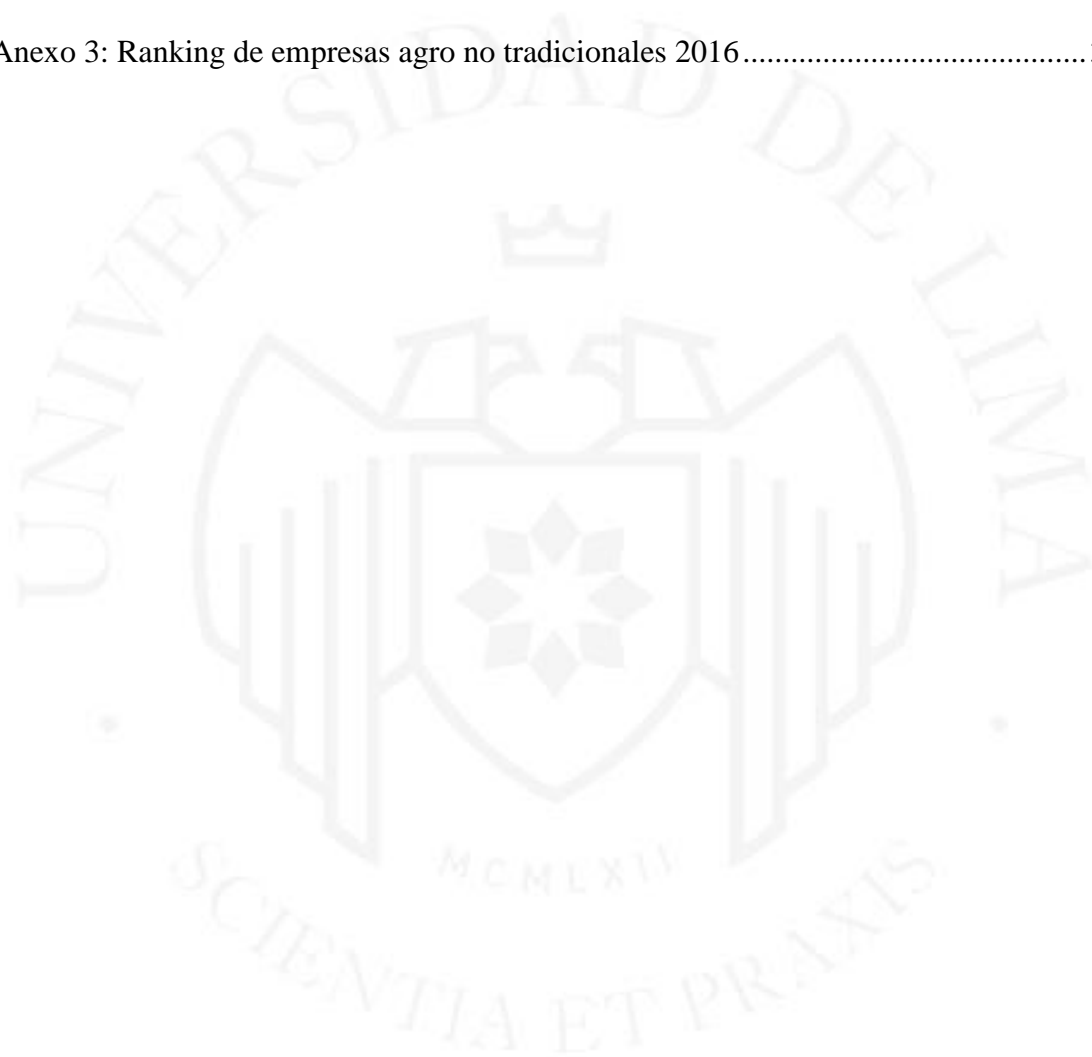 Anexo 3: Ranking de empresas agro no tradicionales 2016.........................................
UNIVERSIDAD DE LIMA
MCMLXII
SCIENTIA ET PRAXIS